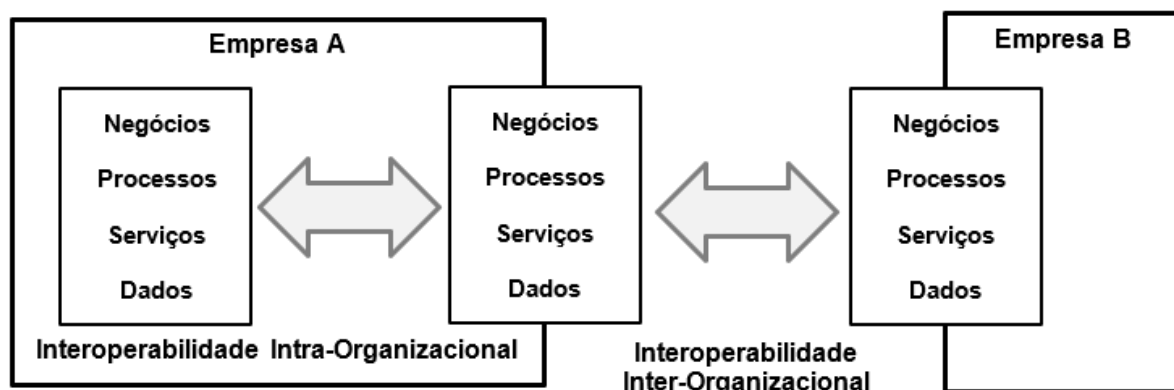 Empresa A
Negócios
Processos
Serviços
Dados
Interoperabilidade Intra-Organizacional
Negócios
Processos
Serviços
Dados
Interoperabilidade
Inter-Organizacional
Empresa B
Negócios
Processos
Serviços
Dados